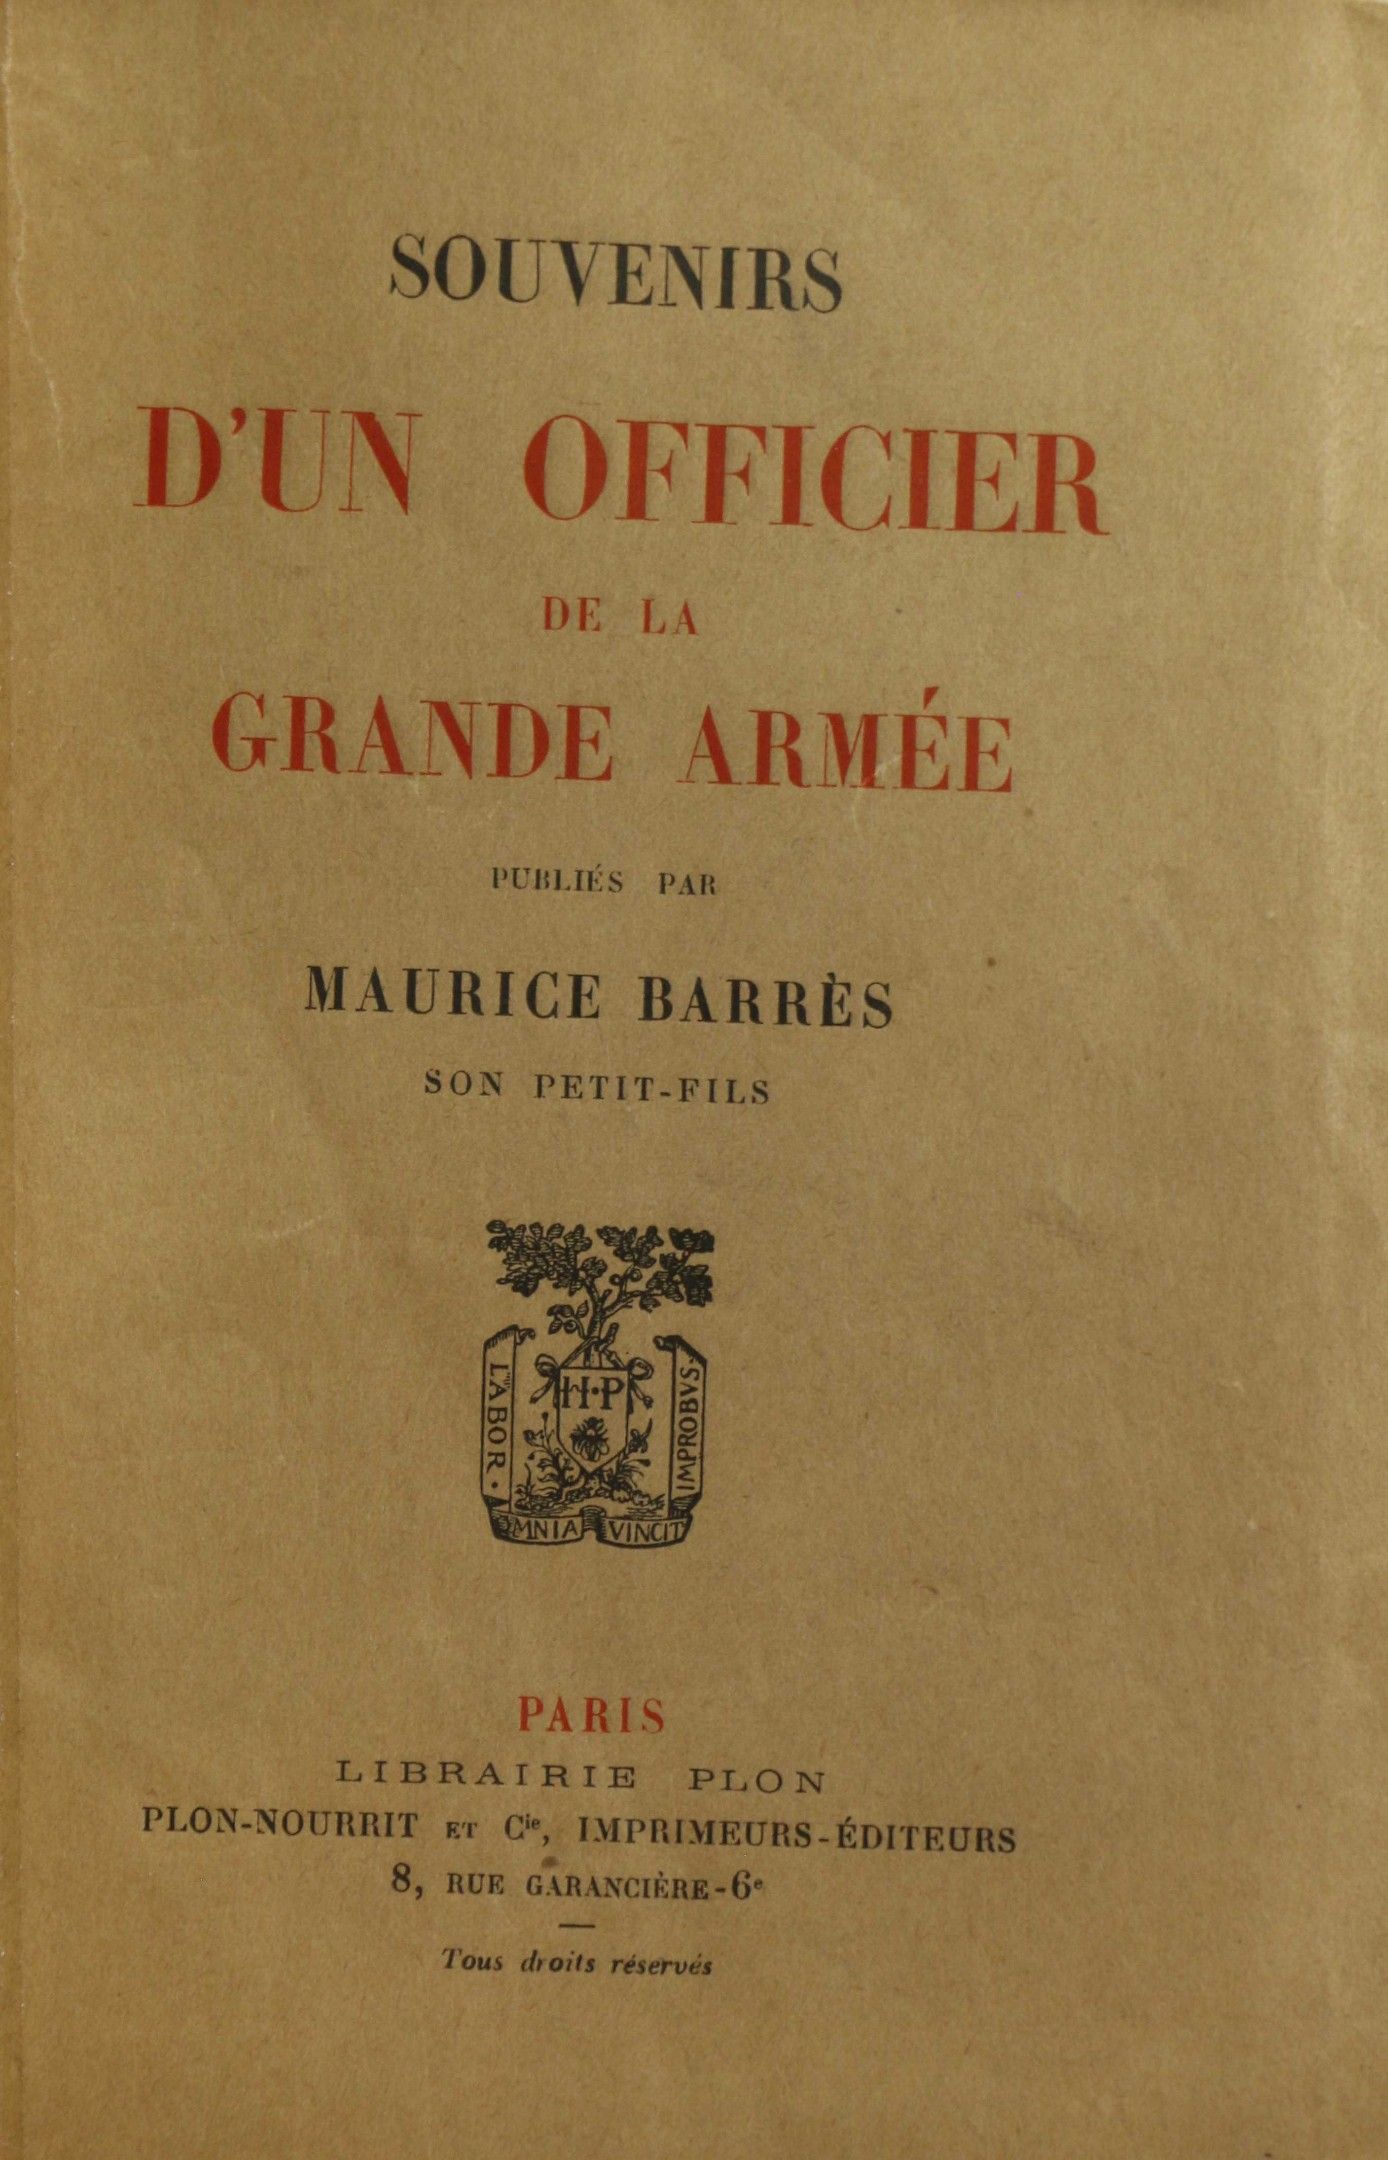 SOUVENIRS
D'UN OFFICIER
DE LA
GRANDE ARMÉE
PUBLIÉS PAR
MAURICE BARRÈS
SON PETIT-FILS
H·P
LABOR·
IMPROBVS·
OMNIA VINCIT
PARIS
LIBRAIRIE PLON
PLON-NOURRIT ET Cie, IMPRIMEURS-ÉDITEURS
8, RUE GARANCIÈRE-6e
Tous droits réservés